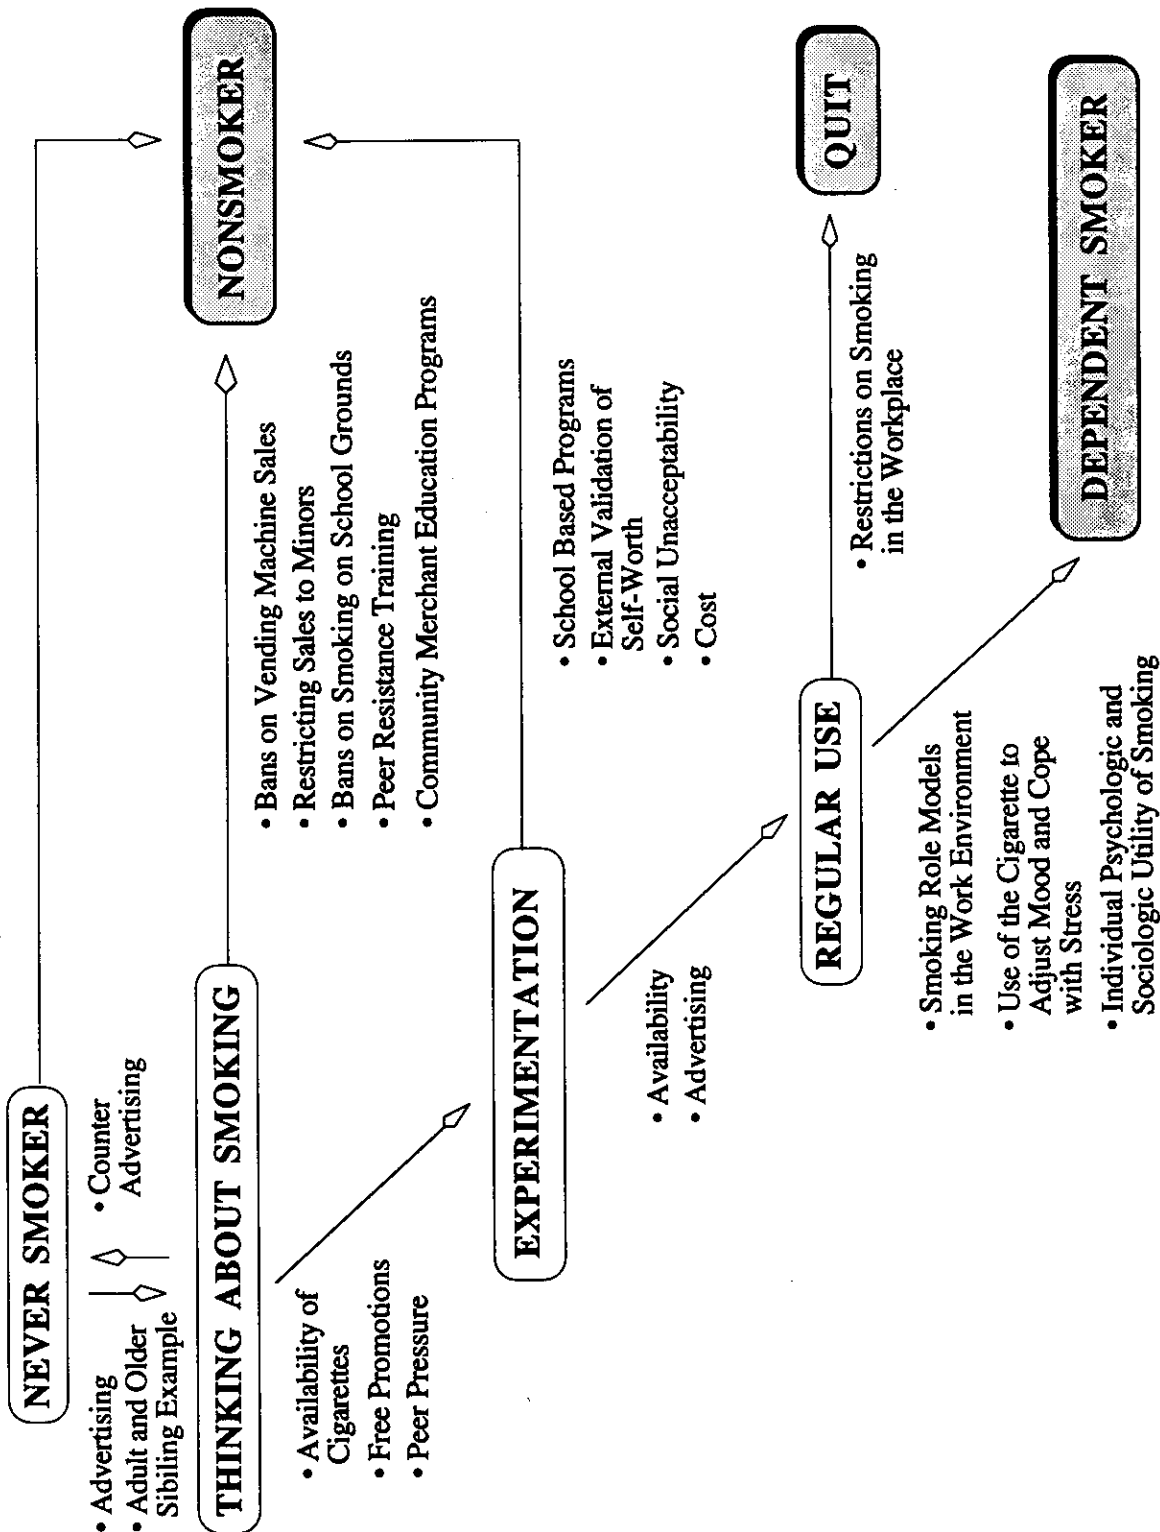 NEVER SMOKER
• Advertising
• Adult and Older
Sibiling Example
• Counter
Advertising
THINKING ABOUT SMOKING
NONSMOKER
• Bans on Vending Machine Sales
• Restricting Sales to Minors
• Bans on Smoking on School Grounds
• Peer Resistance Training
• Community Merchant Education Programs
• Availability of
Cigarettes
• Free Promotions
• Peer Pressure
EXPERIMENTATION
• School Based Programs
• External Validation of
Self-Worth
• Social Unacceptability
• Cost
• Availability
• Advertising
REGULAR USE
QUIT
• Restrictions on Smoking
in the Workplace
• Smoking Role Models
in the Work Environment
• Use of the Cigarette to
Adjust Mood and Cope
with Stress
• Individual Psychologic and
Sociologic Utility of Smoking
DEPENDENT SMOKER